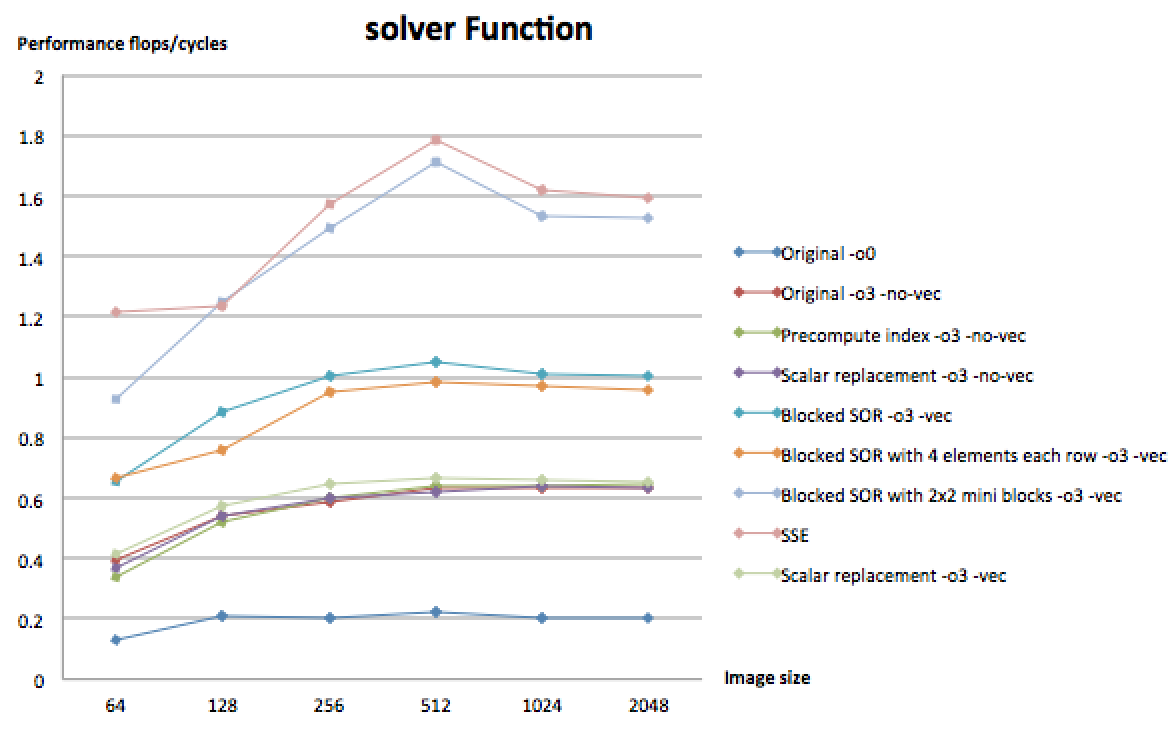 solver Function
Performance flops/cycles
2
1.8
1.6
1.4
1.2
1
0.8
0.6
0.4
0.2
0
64 128 256 512 1024 2048
Image size
Original -o0
Original -o3 -no-vec
Precompute index -o3 -no-vec
Scalar replacement -o3 -no-vec
Blocked SOR -o3 -vec
Blocked SOR with 4 elements each row -o3 -vec
Blocked SOR with 2x2 mini blocks -o3 -vec
SSE
Scalar replacement -o3 -vec